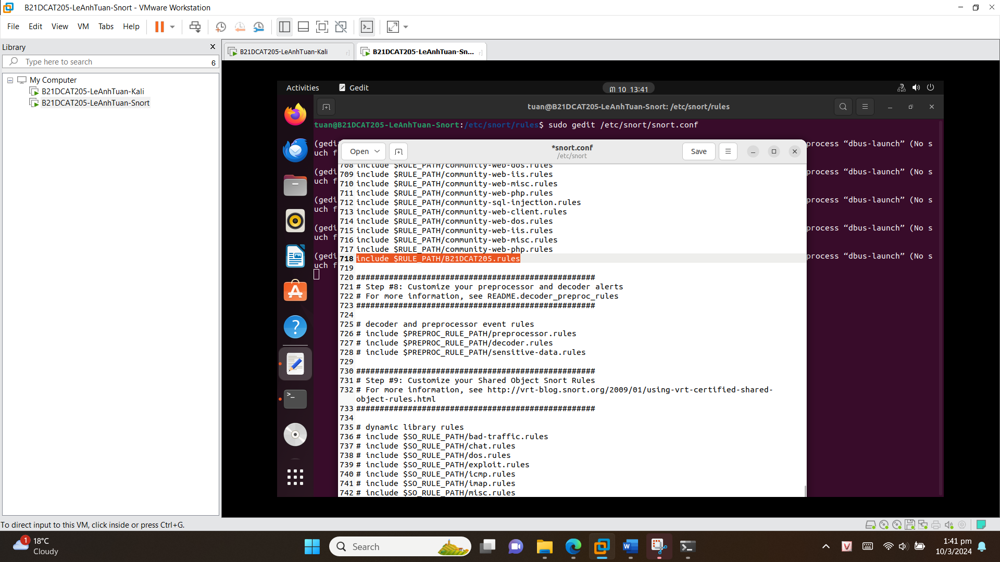 B21DCAT205-LeAnhTuan-Snort - VMware Workstation
File Edit View VM Tabs Help
Library
Type here to search
6
My Computer
B21DCAT205-LeAnhTuan-Kali
B21DCAT205-LeAnhTuan-Snort
B21DCAT205-LeAnhTuan-Kali
B21DCAT205-LeAnhTuan-Sn...
Activities
Gedit
10 13:41
tuan@B21DCAT205-LeAnhTuan-Snort: /etc/snort/rules
tuan@B21DCAT205-LeAnhTuan-Snort:/etc/snort/rules$ sudo gedit /etc/snort/snort.conf
(gedi process “dbus-launch” (No s
uch f
(gedi process “dbus-launch” (No s
uch f
(gedi process “dbus-launch” (No s
uch f
(gedi process “dbus-launch” (No s
uch f
(gedi process “dbus-launch” (No s
uch f
Open
*snort.conf
/etc/snort
Save
708 include $RULE_PATH/community-web-dos.rules
709 include $RULE_PATH/community-web-iis.rules
710 include $RULE_PATH/community-web-misc.rules
711 include $RULE_PATH/community-web-php.rules
712 include $RULE_PATH/community-sql-injection.rules
713 include $RULE_PATH/community-web-client.rules
714 include $RULE_PATH/community-web-dos.rules
715 include $RULE_PATH/community-web-iis.rules
716 include $RULE_PATH/community-web-misc.rules
717 include $RULE_PATH/community-web-php.rules
718 include $RULE_PATH/B21DCAT205.rules
719
720 ###################################################
721 # Step #8: Customize your preprocessor and decoder alerts
722 # For more information, see README.decoder_preproc_rules
723 ###################################################
724
725 # decoder and preprocessor event rules
726 # include $PREPROC_RULE_PATH/preprocessor.rules
727 # include $PREPROC_RULE_PATH/decoder.rules
728 # include $PREPROC_RULE_PATH/sensitive-data.rules
729
730 ###################################################
731 # Step #9: Customize your Shared Object Snort Rules
732 # For more information, see http://vrt-blog.snort.org/2009/01/using-vrt-certified-shared-
object-rules.html
733 ###################################################
734
735 # dynamic library rules
736 # include $SO_RULE_PATH/bad-traffic.rules
737 # include $SO_RULE_PATH/chat.rules
738 # include $SO_RULE_PATH/dos.rules
739 # include $SO_RULE_PATH/exploit.rules
740 # include $SO_RULE_PATH/icmp.rules
741 # include $SO_RULE_PATH/imap.rules
742 # include $SO_RULE_PATH/misc.rules
To direct input to this VM, click inside or press Ctrl+G.
1
18°C
Cloudy
Search
1:41 pm
10/3/2024